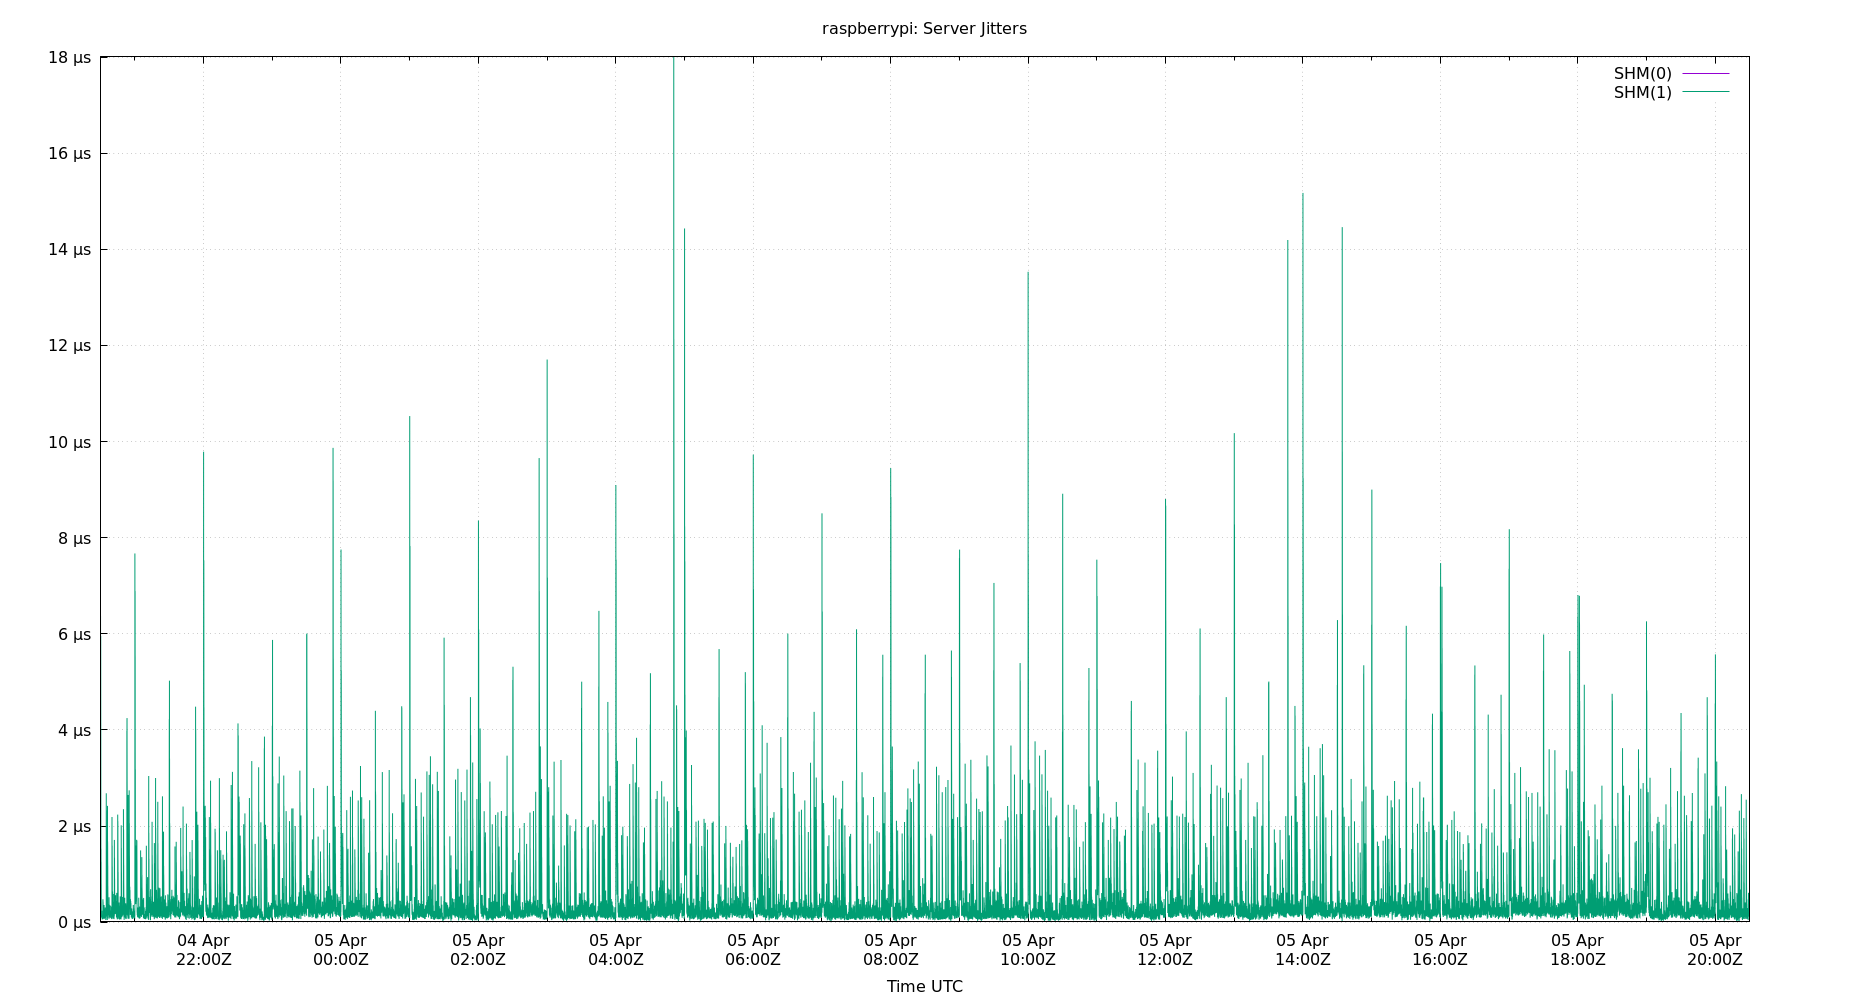 raspberrypi: Server Jitters
18 µs
16 µs
14 µs
12 µs
10 µs
8 µs
6 µs
4 µs
2 µs
0 µs
SHM(0)
SHM(1)
04 Apr 05 Apr 05 Apr 05 Apr 05 Apr 05 Apr 05 Apr 05 Apr 05 Apr 05 Apr 05 Apr 05 Apr
22:00Z 00:00Z 02:00Z 04:00Z 06:00Z 08:00Z 10:00Z 12:00Z 14:00Z 16:00Z 18:00Z 20:00Z
Time UTC